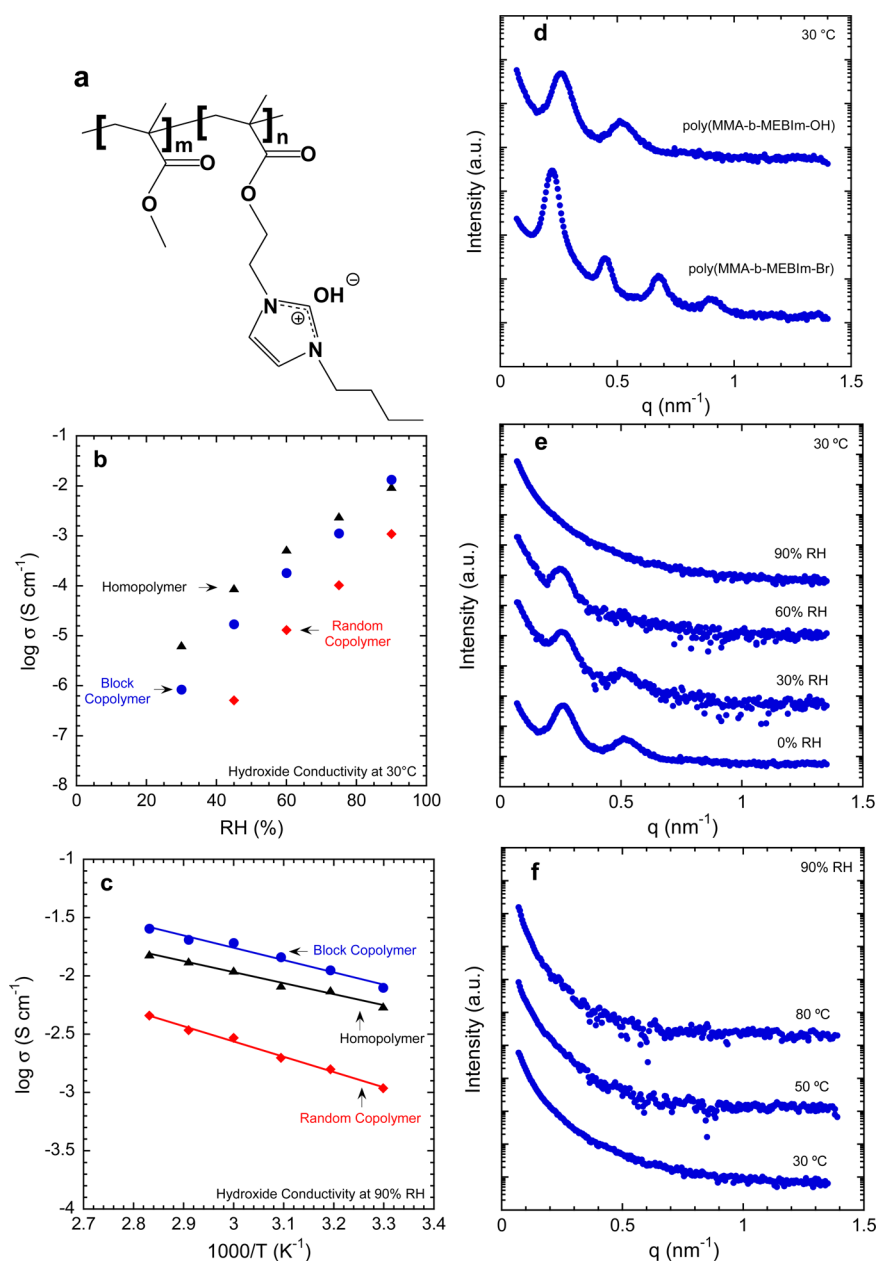 a
[ ]m [ ]n
O
O
O
O
N
⊕
OH⊖
N
b
-1
-2
-3
-4
-5
-6
-7
-8
log σ (S cm-1)
Homopolymer
Random
Copolymer
Block
Copolymer
Hydroxide Conductivity at 30°C
0 20 40 60 80 100
RH (%)
c
-1
-1.5
-2
-2.5
-3
-3.5
-4
log σ (S cm-1)
Block Copolymer
Homopolymer
Random Copolymer
Hydroxide Conductivity at 90% RH
2.7 2.8 2.9 3 3.1 3.2 3.3 3.4
1000/T (K-1)
d
30 ºC
Intensity (a.u.)
poly(MMA-b-MEBIm-OH)
poly(MMA-b-MEBIm-Br)
0 0.5 1 1.5
q (nm-1)
e
30 ºC
Intensity (a.u.)
90% RH
60% RH
30% RH
0% RH
0 0.5 1 1.5
q (nm-1)
f
90% RH
Intensity (a.u.)
80 ºC
50 ºC
30 ºC
0 0.5 1 1.5
q (nm-1)